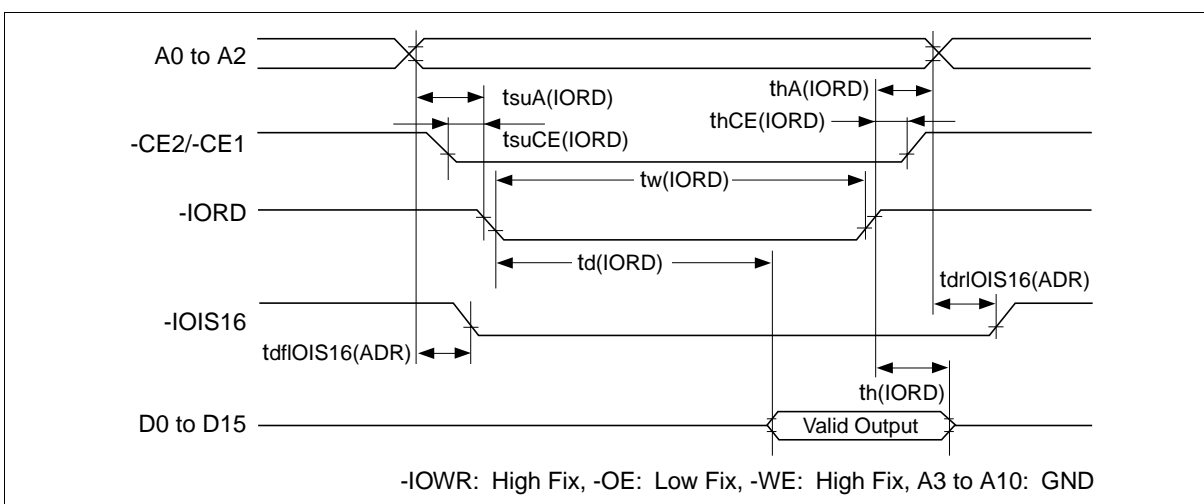 A0 to A2
tsuA(IORD)
thA(IORD)
thCE(IORD)
-CE2/-CE1
tsuCE(IORD)
tw(IORD)
-IORD
td(IORD)
tdrIOIS16(ADR)
-IOIS16
tdfIOIS16(ADR)
th(IORD)
D0 to D15
Valid Output
-IOWR: High Fix, -OE: Low Fix, -WE: High Fix, A3 to A10: GND